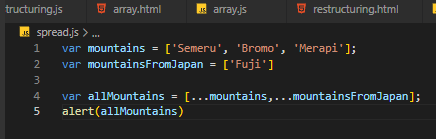 tructuring.js array.html array.js restructuring.html
JS spread.js > ...
1 var mountains = ['Semeru', 'Bromo', 'Merapi'];
2 var mountainsFromJapan = ['Fuji']
3
4 var allMountains = [...mountains,...mountainsFromJapan];
5 alert(allMountains)